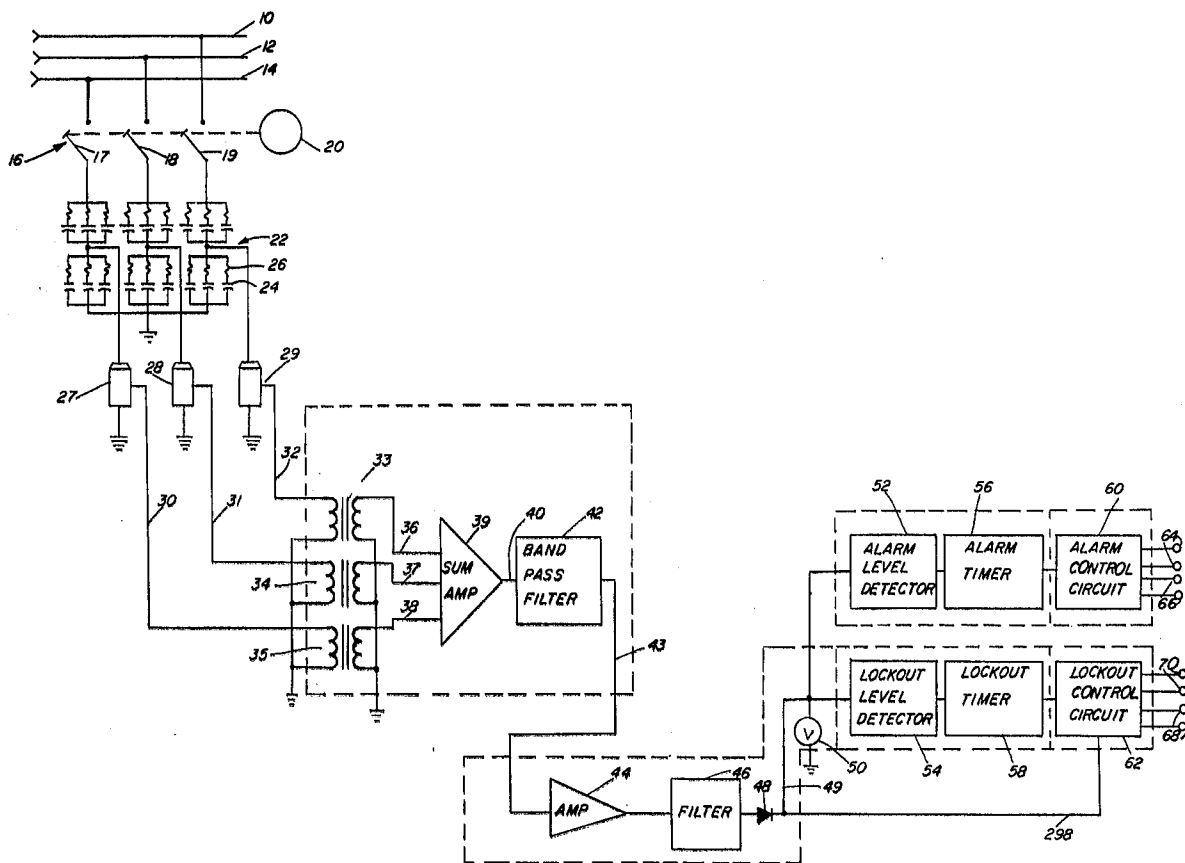 10
12
14
16
17
18
19
20
22
26
24
27
28
29
30
31
32
33
34
35
36
37
38
39
SUM
AMP
40
42
BAND
PASS
FILTER
43
44
AMP
46
FILTER
48
49
50
V
52
ALARM
LEVEL
DETECTOR
56
ALARM
TIMER
60
ALARM
CONTROL
CIRCUIT
64
66
LOCKOUT
LEVEL
DETECTOR
54
LOCKOUT
TIMER
58
LOCKOUT
CONTROL
CIRCUIT
62
70
68
298